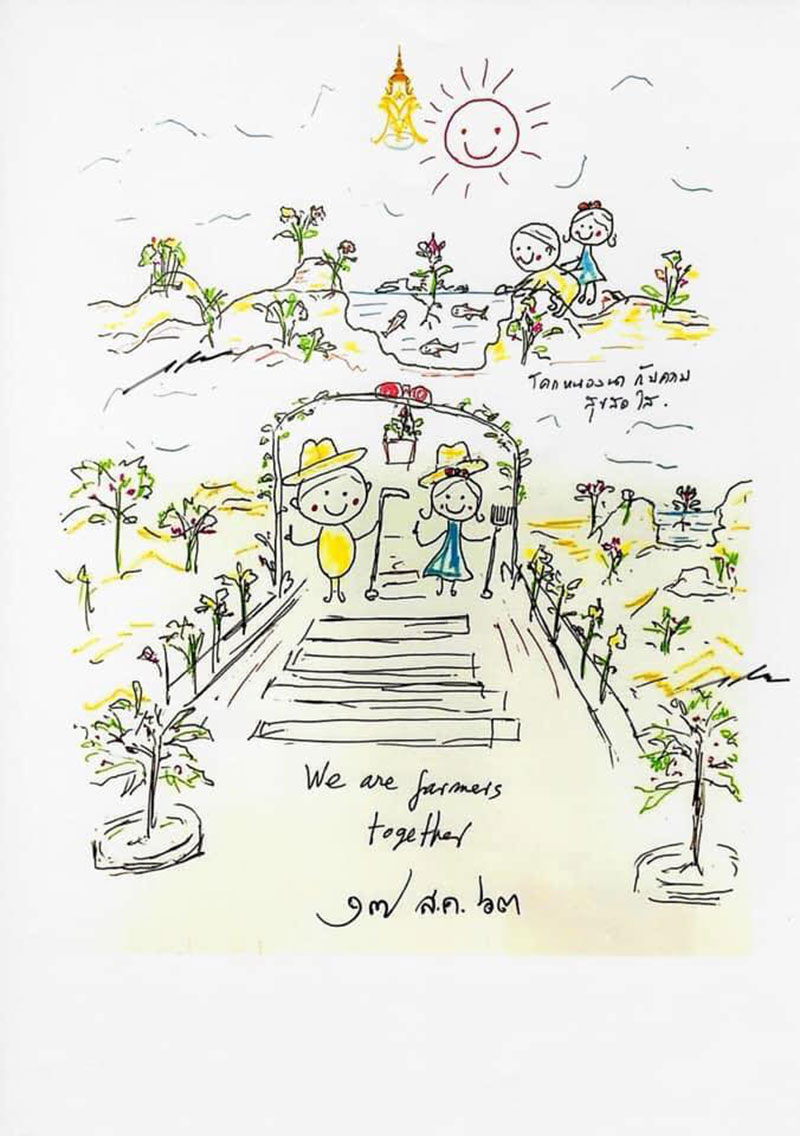 โคกหนองนา กับความ
สุขสดใส.
We are farmers
together
๑๗ ส.ค. ๖๓